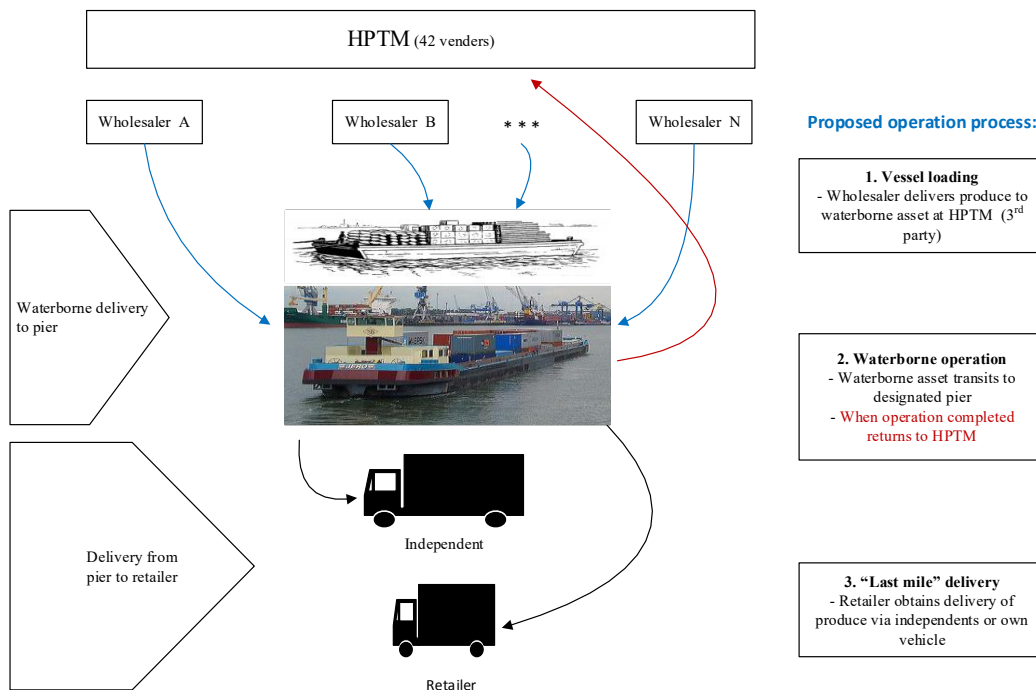 HPTM (42 venders)
Wholesaler A
Wholesaler B
* * *
Wholesaler N
Proposed operation process:
1. Vessel loading
- Wholesaler delivers produce to
waterborne asset at HPTM (3rd
party)
Waterborne delivery
to pier
2. Waterborne operation
- Waterborne asset transits to
designated pier
- When operation completed
returns to HPTM
Independent
Delivery from
pier to retailer
3. “Last mile” delivery
- Retailer obtains delivery of
produce via independents or own
vehicle
Retailer